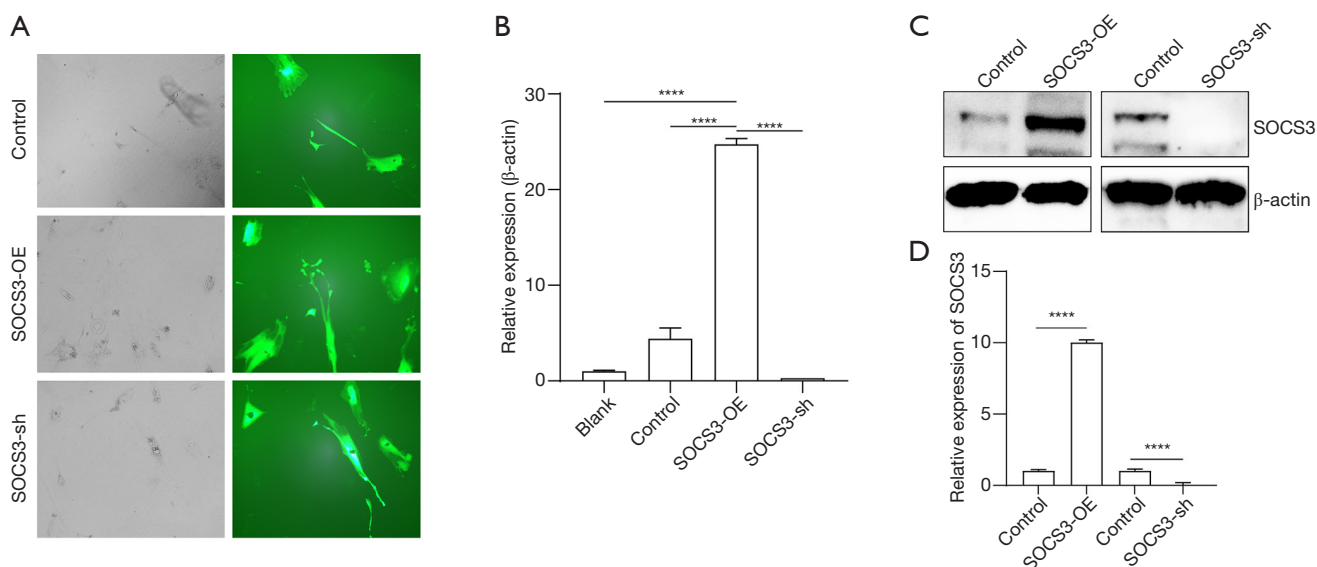 A
Control
SOCS3-OE
SOCS3-sh
B
Relative expression (β-actin)
30
20
10
0
****
****
****
Blank
Control
SOCS3-OE
SOCS3-sh
C
Control
SOCS3-OE
Control
SOCS3-sh
SOCS3
β-actin
D
Relative expression of SOCS3
15
10
5
0
****
****
Control
SOCS3-OE
Control
SOCS3-sh